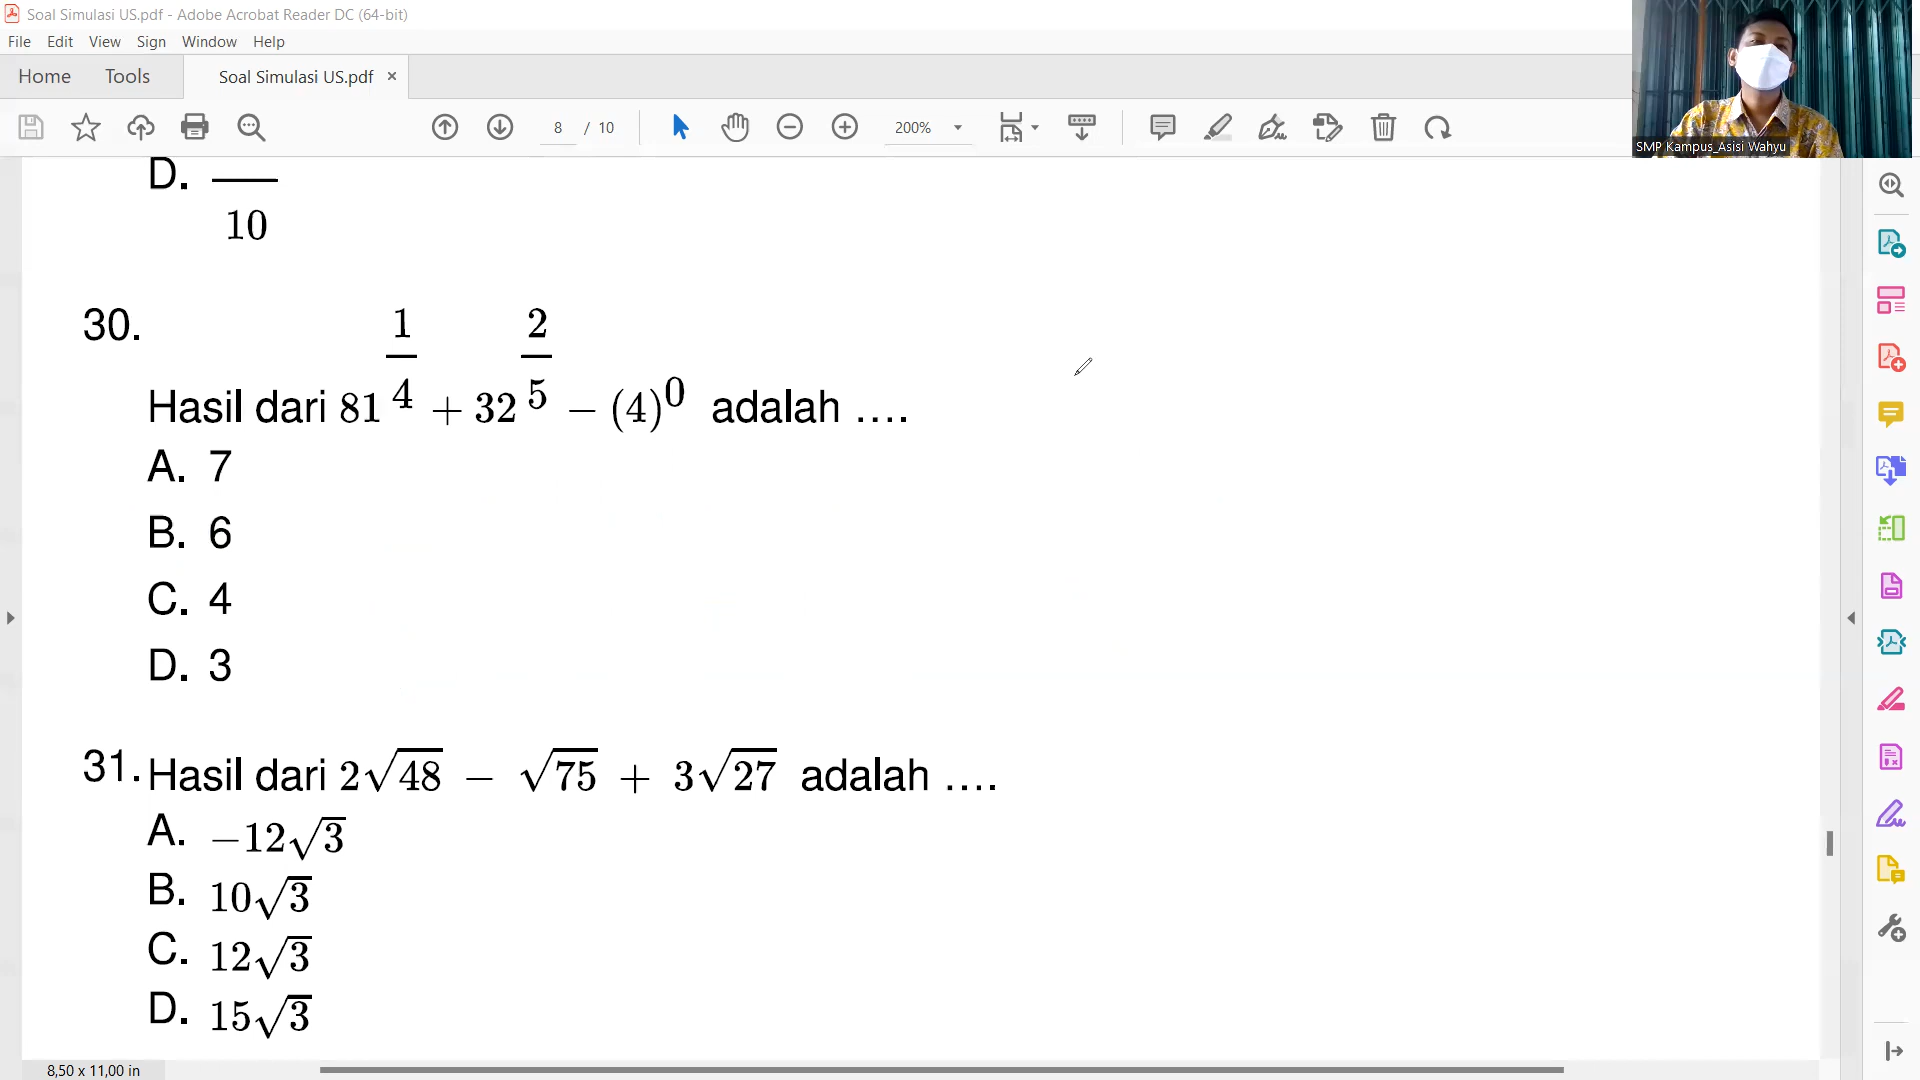 Soal Simulasi US.pdf - Adobe Acrobat Reader DC (64-bit)
File Edit View Sign Window Help
Home Tools Soal Simulasi US.pdf ×
8 / 10 200%
SMP Kampus_Asisi Wahyu
D. —
10
30.
Hasil dari 81^(1/4) + 32^(2/5) − (4)^0 adalah ....
A. 7
B. 6
C. 4
D. 3
31. Hasil dari 2√48 − √75 + 3√27 adalah ....
A. −12√3
B. 10√3
C. 12√3
D. 15√3
8,50 x 11,00 in